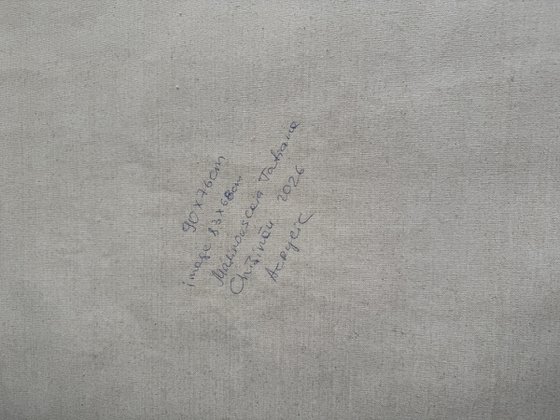 90x76cm
image 83x68cm
Tatiana
Chișinău 2026
Acrylic